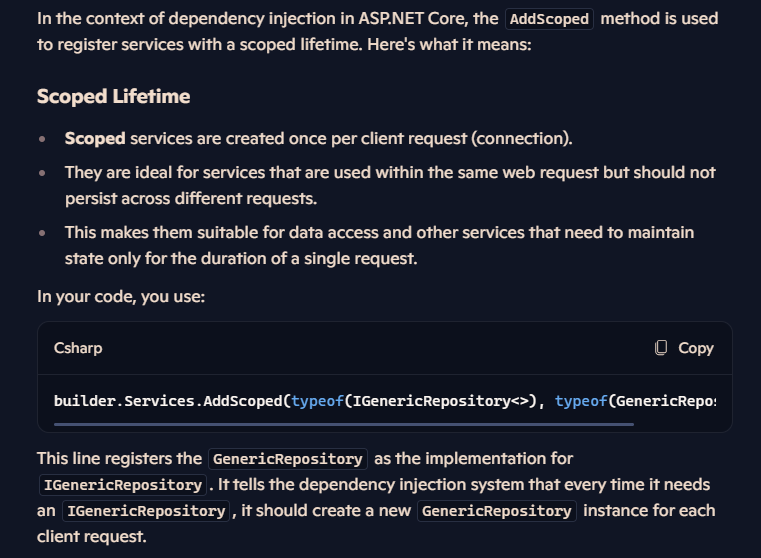 In the context of dependency injection in ASP.NET Core, the AddScoped method is used
to register services with a scoped lifetime. Here's what it means:
Scoped Lifetime
• Scoped services are created once per client request (connection).
• They are ideal for services that are used within the same web request but should not
persist across different requests.
• This makes them suitable for data access and other services that need to maintain
state only for the duration of a single request.
In your code, you use:
Csharp Copy
builder.Services.AddScoped(typeof(IGenericRepository<>), typeof(GenericRepos
This line registers the GenericRepository as the implementation for
IGenericRepository. It tells the dependency injection system that every time it needs
an IGenericRepository, it should create a new GenericRepository instance for each
client request.